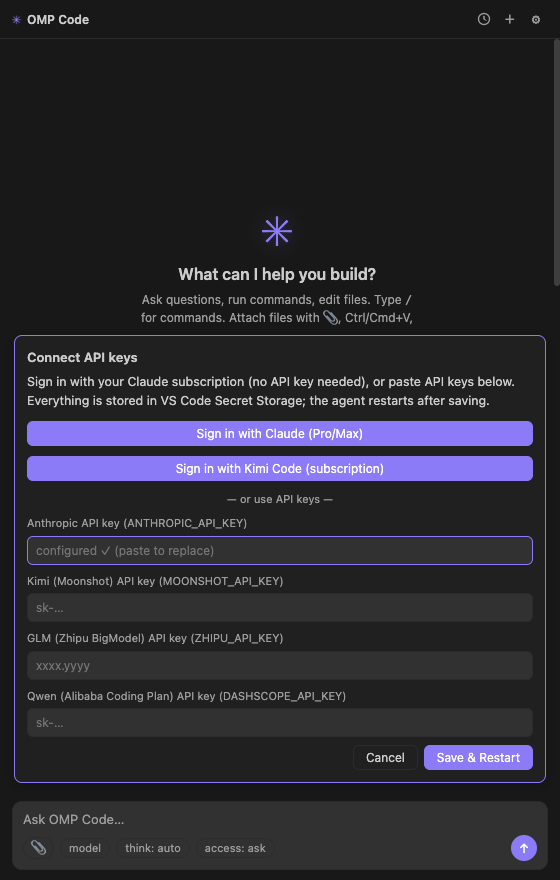 OMP Code
What can I help you build?
Ask questions, run commands, edit files. Type /
for commands. Attach files with 📎, Ctrl/Cmd+V,
Connect API keys
Sign in with your Claude subscription (no API key needed), or paste API keys below.
Everything is stored in VS Code Secret Storage; the agent restarts after saving.
Sign in with Claude (Pro/Max)
Sign in with Kimi Code (subscription)
— or use API keys —
Anthropic API key (ANTHROPIC_API_KEY)
configured ✓ (paste to replace)
Kimi (Moonshot) API key (MOONSHOT_API_KEY)
sk-...
GLM (Zhipu BigModel) API key (ZHIPU_API_KEY)
xxxx.yyyy
Qwen (Alibaba Coding Plan) API key (DASHSCOPE_API_KEY)
sk-...
Cancel
Save & Restart
Ask OMP Code...
model
think: auto
access: ask